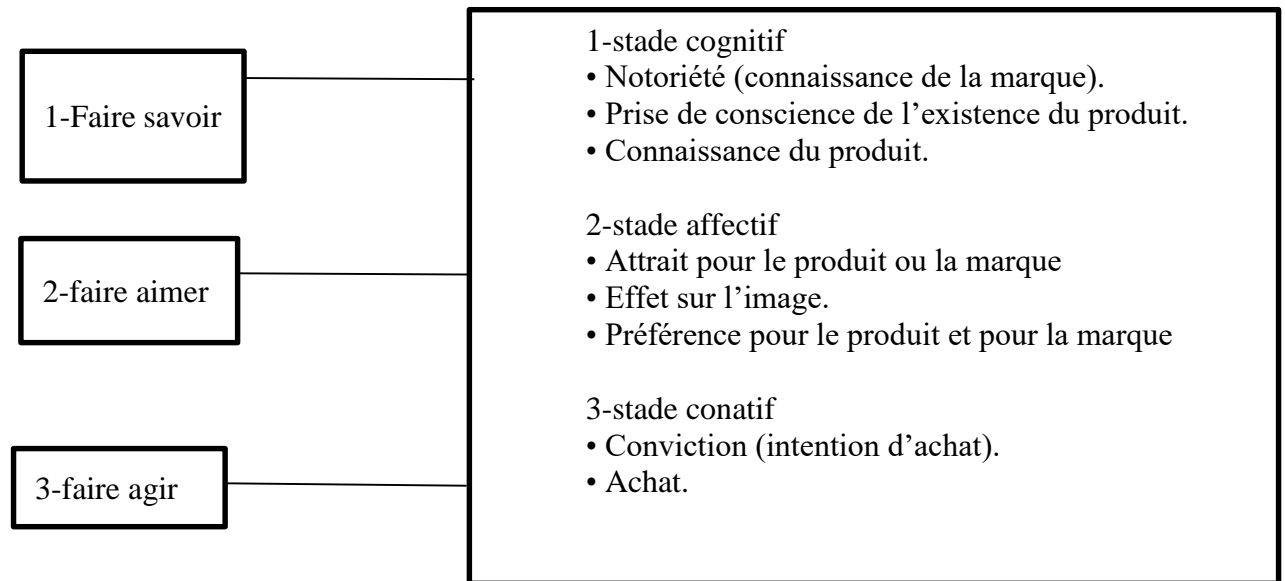 1-Faire savoir
1-stade cognitif
• Notoriété (connaissance de la marque).
• Prise de conscience de l’existence du produit.
• Connaissance du produit.
2-faire aimer
2-stade affectif
• Attrait pour le produit ou la marque
• Effet sur l’image.
• Préférence pour le produit et pour la marque
3-faire agir
3-stade conatif
• Conviction (intention d’achat).
• Achat.